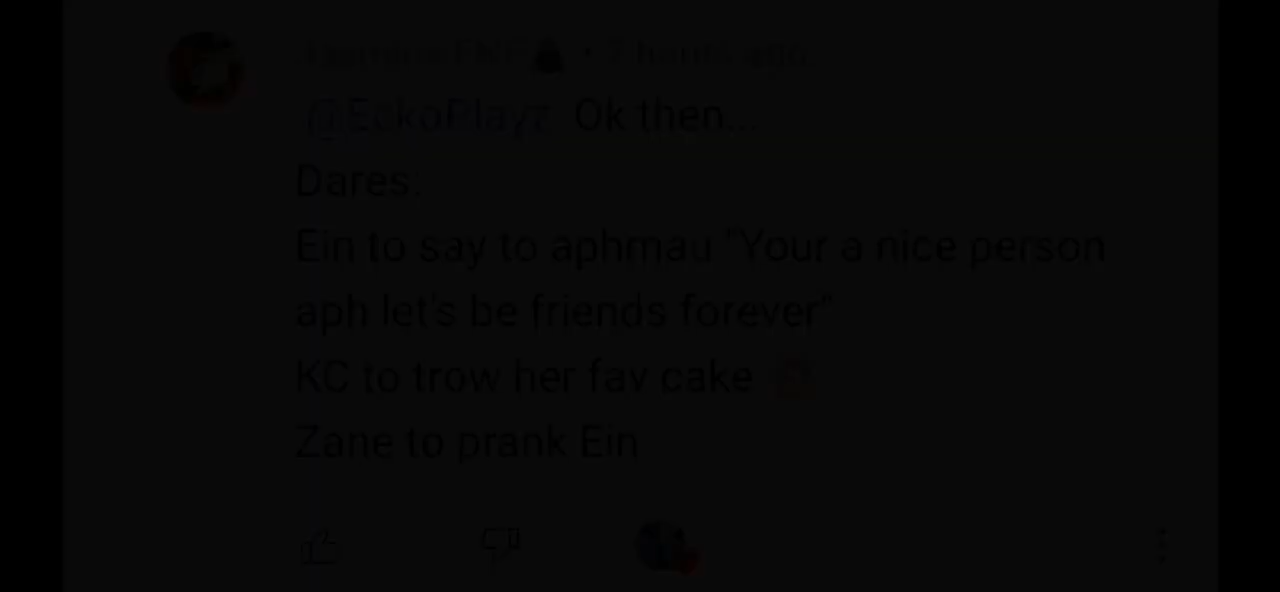 @EckoPlayz Ok then...
Dares:
Ein to say to aphmau "Your a nice person
aph let's be friends forever"
KC to trow her fav cake
Zane to prank Ein